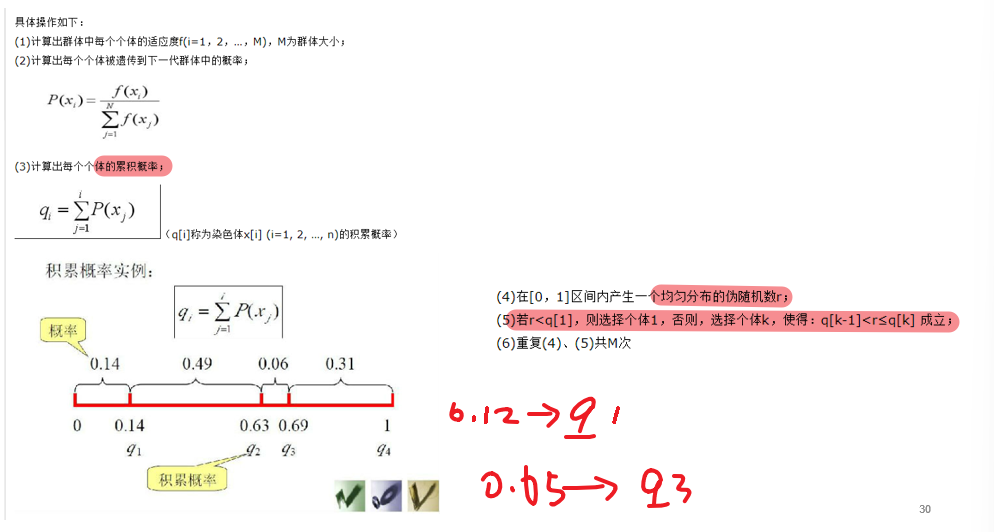 具体操作如下：
(1)计算出群体中每个个体的适应度f(i=1, 2, …, M)，M为群体大小；
(2)计算出每个个体被遗传到下一代群体中的概率；
P(x_i) = f(x_i) / ∑_{j=1}^{N} f(x_j)
(3)计算出每个个体的累积概率；
q_i = ∑_{j=1}^{i} P(x_j)
（q[i]称为染色体x[i] (i=1, 2, …, n)的积累概率）
积累概率实例：
q_i = ∑_{j=1}^{i} P(x_j)
概率
0.14 0.49 0.06 0.31
0 0.14 0.63 0.69 1
q_1 q_2 q_3 q_4
积累概率
(4)在[0, 1]区间内产生一个均匀分布的伪随机数r；
(5)若r<q[1]，则选择个体1，否则，选择个体k，使得：q[k-1]<r≤q[k] 成立；
(6)重复(4)、(5)共M次
0.12→q1
0.65→q3
30